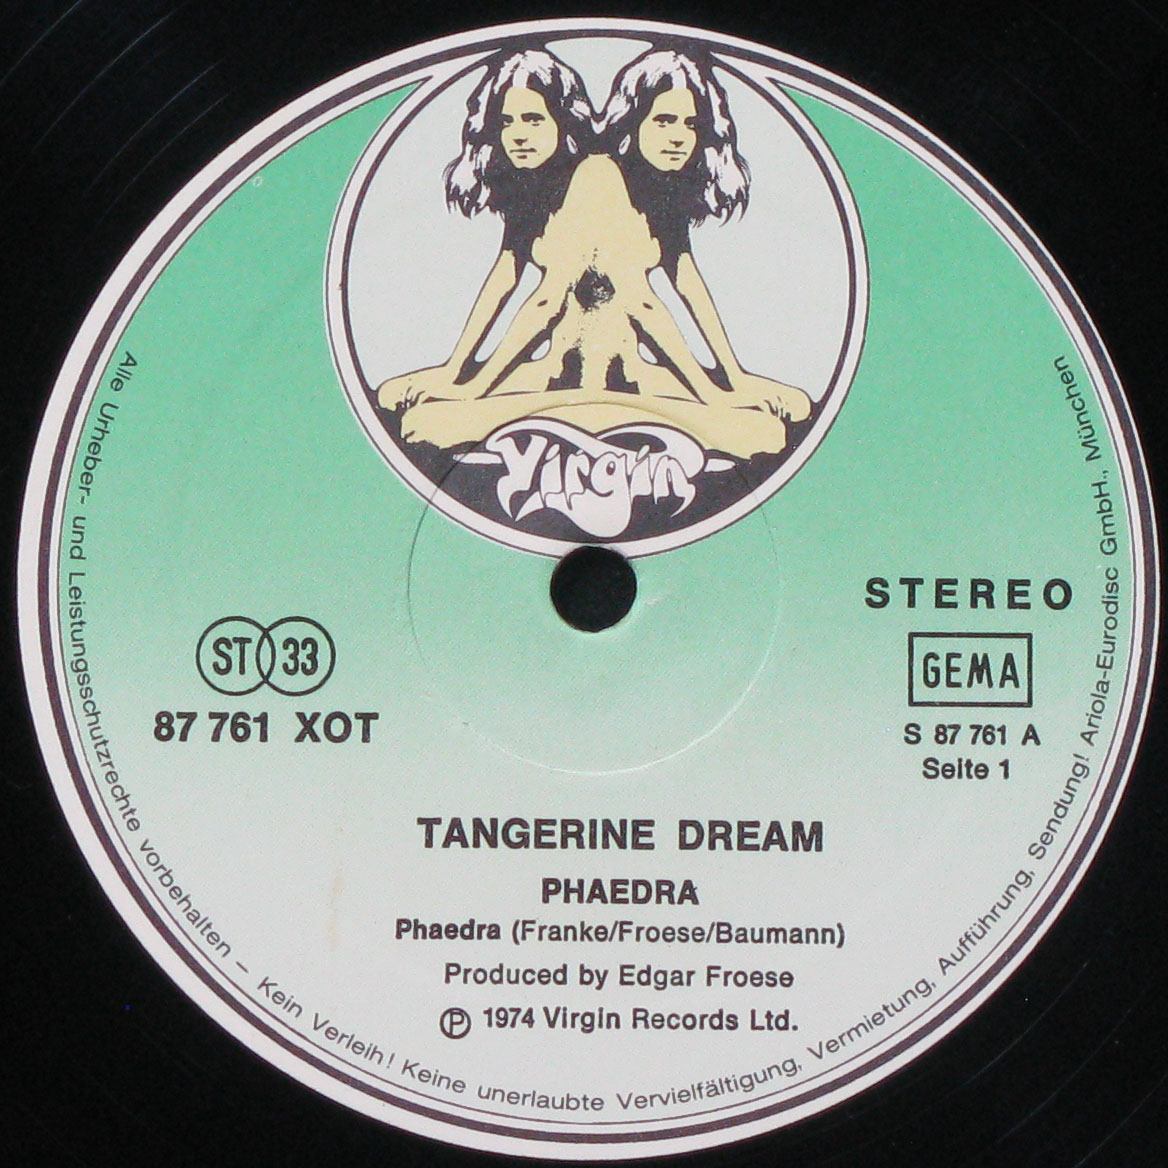 Virgin
STEREO
ST 33
GEMA
87 761 XOT
S 87 761 A
Seite 1
TANGERINE DREAM
PHAEDRA
Phaedra (Franke/Froese/Baumann)
Produced by Edgar Froese
Ⓟ 1974 Virgin Records Ltd.
Alle Urheber- und Leistungsschutzrechte vorbehalten – Kein Verleih! Keine unerlaubte Vervielfältigung, Vermietung, Aufführung, Sendung! Ariola-Eurodisc GmbH., München